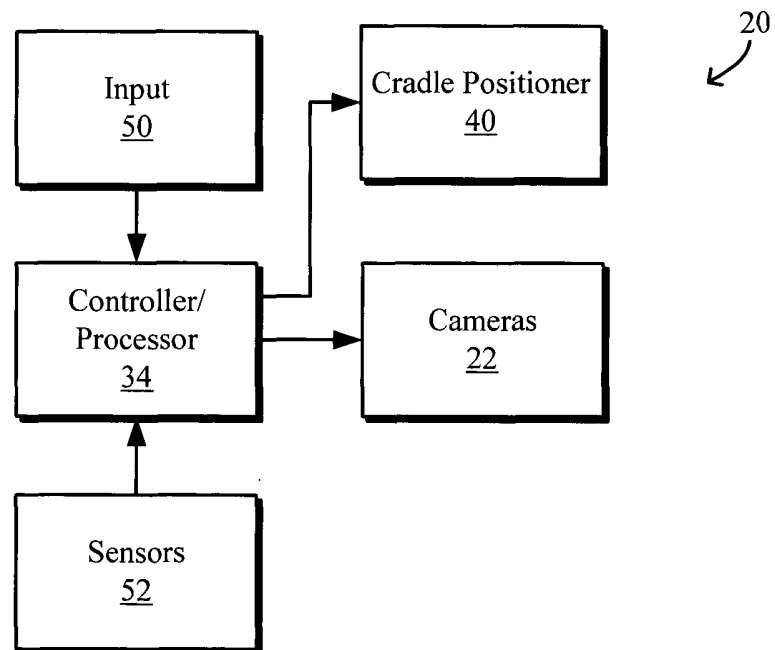 20
Input
50
Cradle Positioner
40
Controller/
Processor
34
Cameras
22
Sensors
52